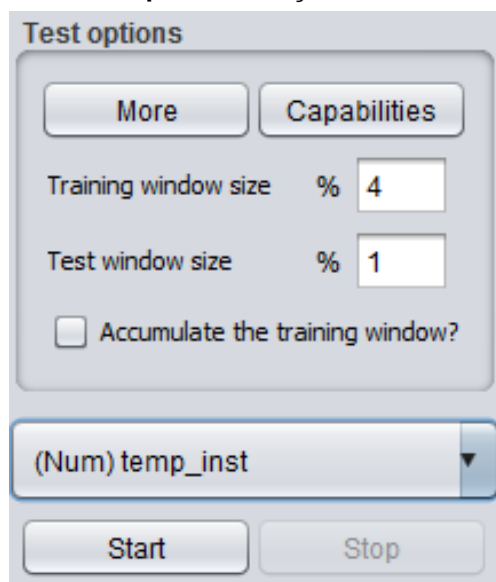 Test options
More Capabilities
Training window size % 4
Test window size % 1
Accumulate the training window?
(Num) temp_inst
Start Stop